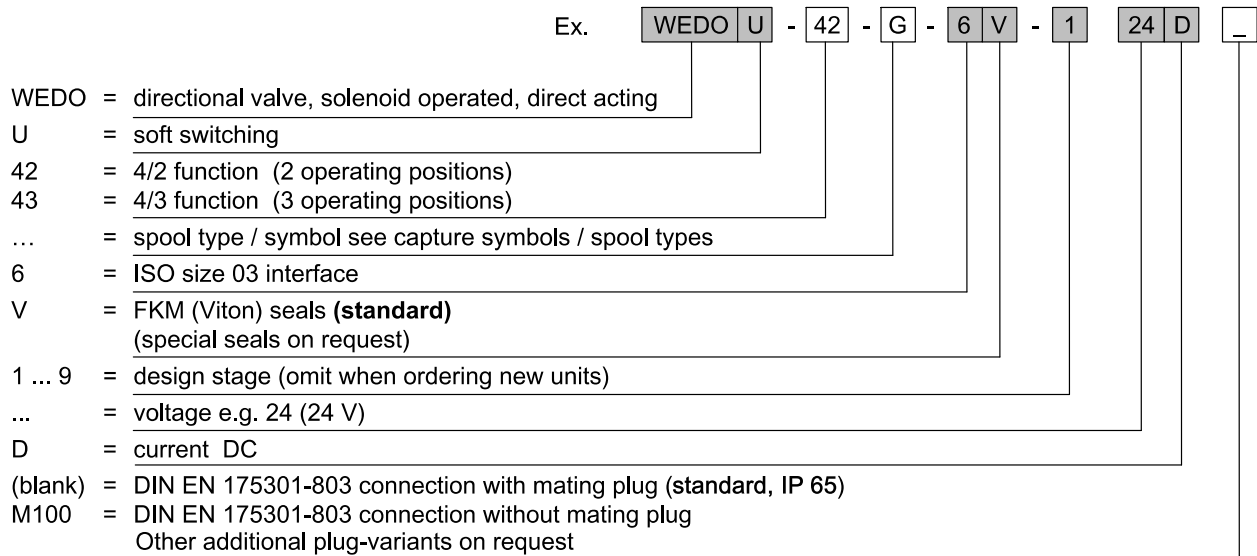 Ex. WEDO U - 42 - G - 6 V - 1 24 D _
WEDO = directional valve, solenoid operated, direct acting
U = soft switching
42 = 4/2 function (2 operating positions)
43 = 4/3 function (3 operating positions)
... = spool type / symbol see capture symbols / spool types
6 = ISO size 03 interface
V = FKM (Viton) seals (standard)
(special seals on request)
1 ... 9 = design stage (omit when ordering new units)
... = voltage e.g. 24 (24 V)
D = current DC
(blank) = DIN EN 175301-803 connection with mating plug (standard, IP 65)
M100 = DIN EN 175301-803 connection without mating plug
Other additional plug-variants on request